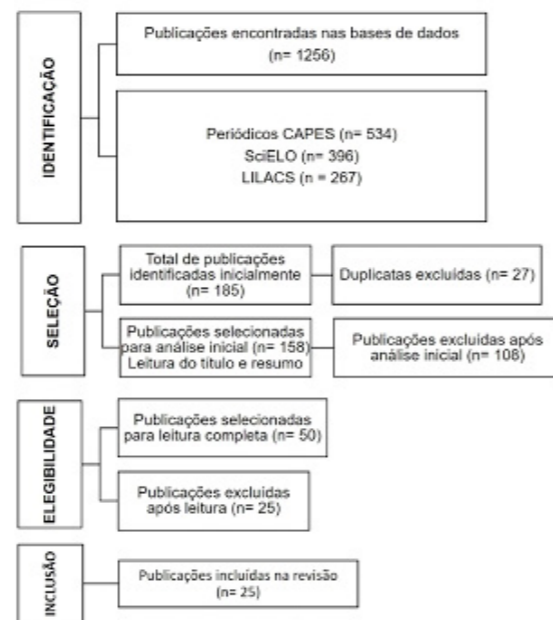 IDENTIFICAÇÃO
Publicações encontradas nas bases de dados
(n= 1256)
Periódicos CAPES (n= 534)
SciELO (n= 396)
LILACS (n = 267)
SELEÇÃO
Total de publicações
identificadas inicialmente
(n= 185)
Duplicatas excluídas (n= 27)
Publicações selecionadas
para análise inicial (n= 158)
Leitura do título e resumo
Publicações excluídas após
análise inicial (n= 108)
ELEGIBILIDADE
Publicações selecionadas
para leitura completa (n= 50)
Publicações excluídas
após leitura (n= 25)
INCLUSÃO
Publicações incluídas na revisão
(n= 25)